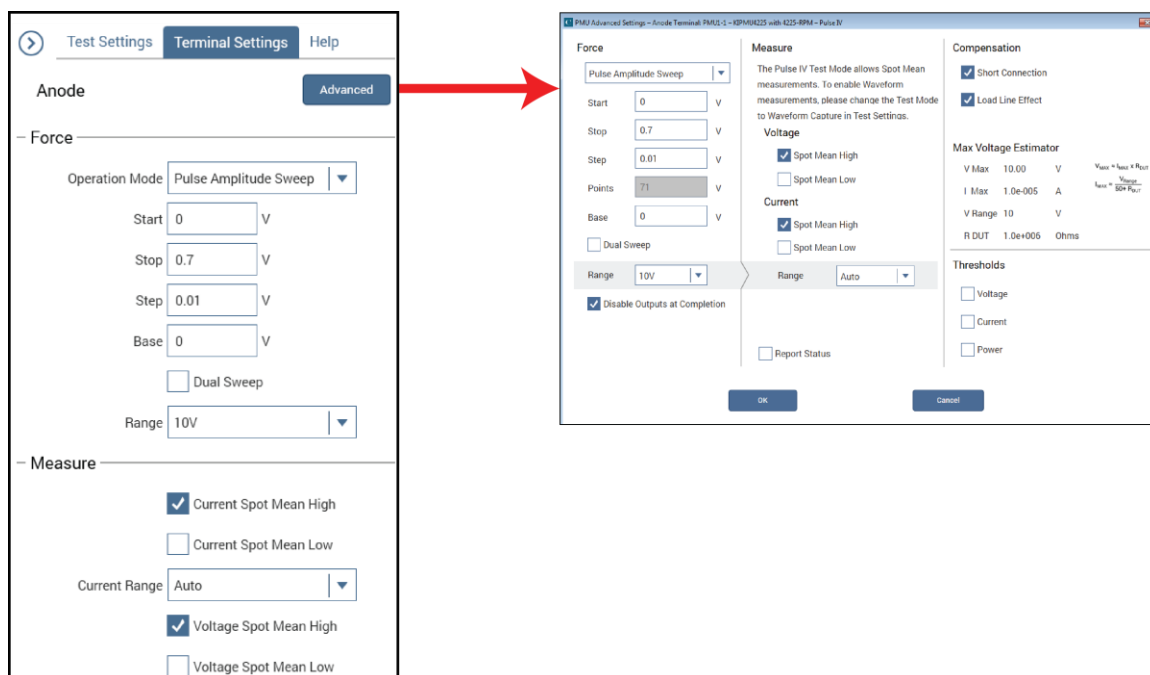 Test Settings Terminal Settings Help
Anode Advanced
Force
Operation Mode Pulse Amplitude Sweep
Start 0 V
Stop 0.7 V
Step 0.01 V
Base 0 V
Dual Sweep
Range 10V
Measure
Current Spot Mean High
Current Spot Mean Low
Current Range Auto
Voltage Spot Mean High
Voltage Spot Mean Low
PMU Advanced Settings – Anode Terminal: PMU1-1 – KIPMU4225 with 4225-RPM – Pulse IV
Force
Pulse Amplitude Sweep
Start 0 V
Stop 0.7 V
Step 0.01 V
Points 71 V
Base 0 V
Dual Sweep
Range 10V
Disable Outputs at Completion
Measure
The Pulse IV Test Mode allows Spot Mean
measurements. To enable Waveform
measurements, please change the Test Mode
to Waveform Capture in Test Settings.
Voltage
Spot Mean High
Spot Mean Low
Current
Spot Mean High
Spot Mean Low
Range Auto
Report Status
Compensation
Short Connection
Load Line Effect
Max Voltage Estimator
V Max 10.00 V
I Max 1.0e-005 A
V Range 10 V
R DUT 1.0e+006 Ohms
VMAX = IMAX x RDUT
IMAX = VRange / 50+ RDUT
Thresholds
Voltage
Current
Power
OK Cancel